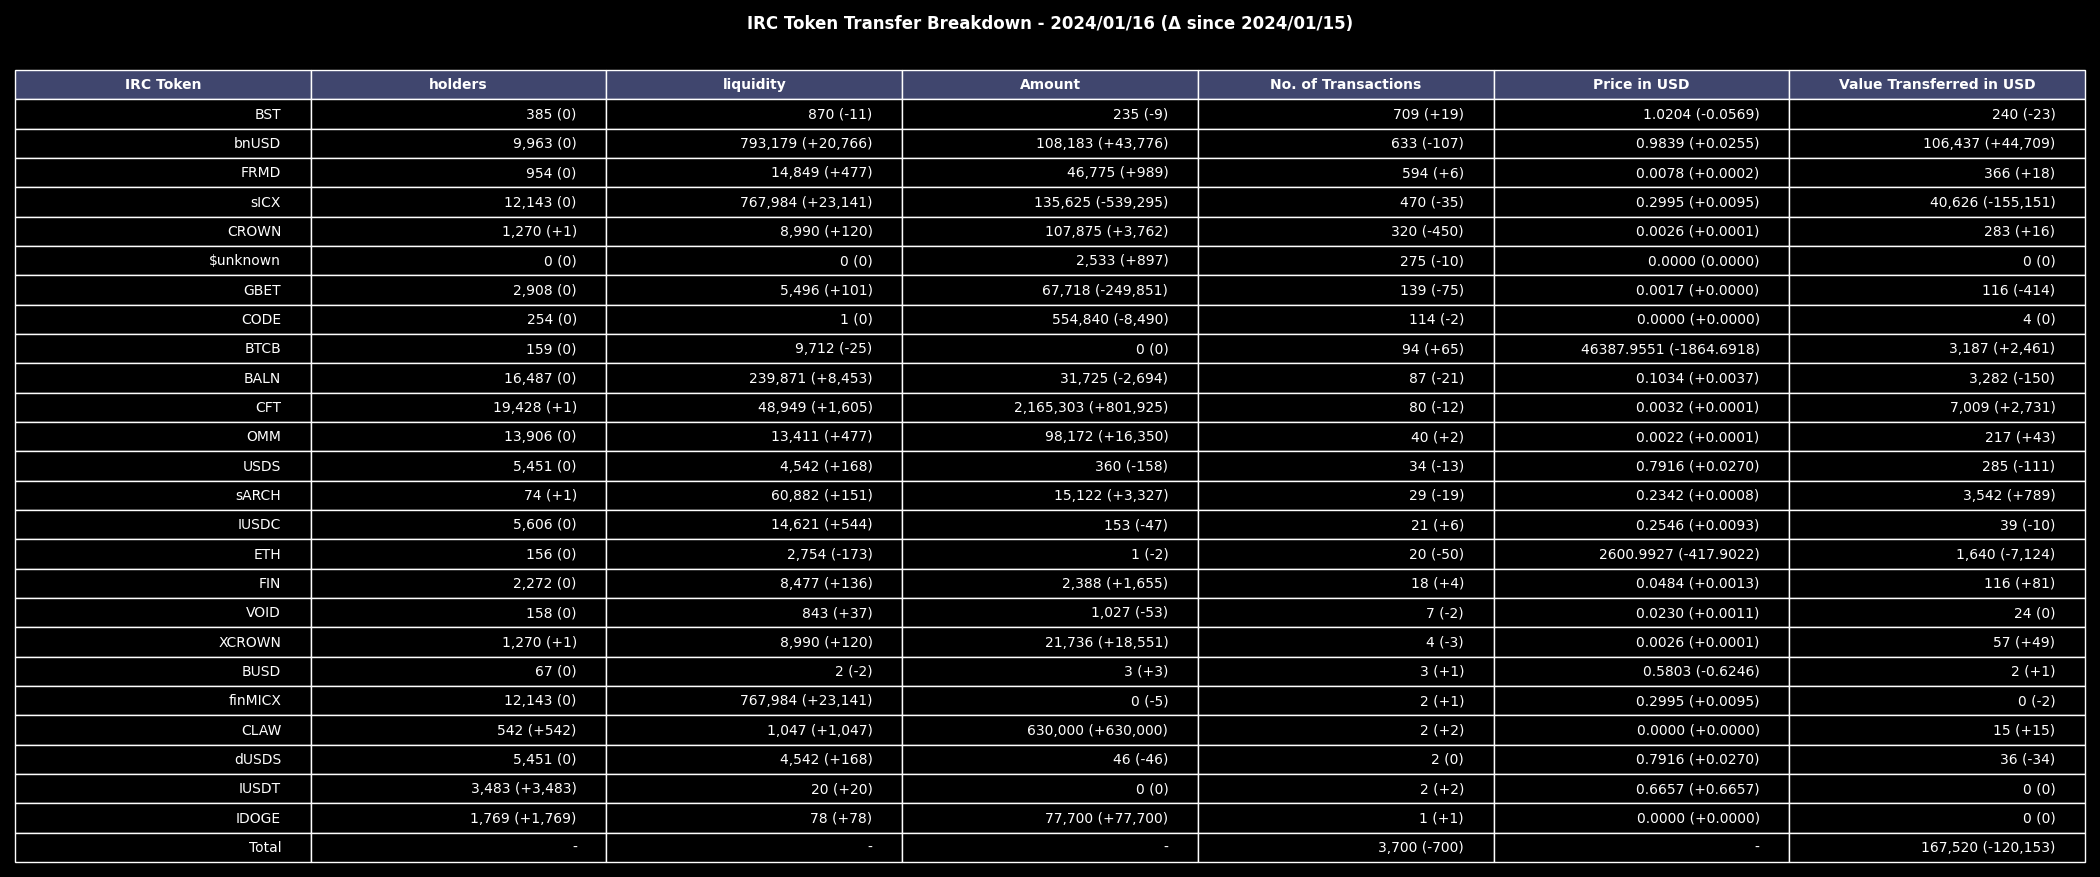 IRC Token Transfer Breakdown - 2024/01/16 (Δ since 2024/01/15)
IRC Token holders liquidity Amount No. of Transactions Price in USD Value Transferred in USD
BST 385 (0) 870 (-11) 235 (-9) 709 (+19) 1.0204 (-0.0569) 240 (-23)
bnUSD 9,963 (0) 793,179 (+20,766) 108,183 (+43,776) 633 (-107) 0.9839 (+0.0255) 106,437 (+44,709)
FRMD 954 (0) 14,849 (+477) 46,775 (+989) 594 (+6) 0.0078 (+0.0002) 366 (+18)
sICX 12,143 (0) 767,984 (+23,141) 135,625 (-539,295) 470 (-35) 0.2995 (+0.0095) 40,626 (-155,151)
CROWN 1,270 (+1) 8,990 (+120) 107,875 (+3,762) 320 (-450) 0.0026 (+0.0001) 283 (+16)
$unknown 0 (0) 0 (0) 2,533 (+897) 275 (-10) 0.0000 (0.0000) 0 (0)
GBET 2,908 (0) 5,496 (+101) 67,718 (-249,851) 139 (-75) 0.0017 (+0.0000) 116 (-414)
CODE 254 (0) 1 (0) 554,840 (-8,490) 114 (-2) 0.0000 (+0.0000) 4 (0)
BTCB 159 (0) 9,712 (-25) 0 (0) 94 (+65) 46387.9551 (-1864.6918) 3,187 (+2,461)
BALN 16,487 (0) 239,871 (+8,453) 31,725 (-2,694) 87 (-21) 0.1034 (+0.0037) 3,282 (-150)
CFT 19,428 (+1) 48,949 (+1,605) 2,165,303 (+801,925) 80 (-12) 0.0032 (+0.0001) 7,009 (+2,731)
OMM 13,906 (0) 13,411 (+477) 98,172 (+16,350) 40 (+2) 0.0022 (+0.0001) 217 (+43)
USDS 5,451 (0) 4,542 (+168) 360 (-158) 34 (-13) 0.7916 (+0.0270) 285 (-111)
sARCH 74 (+1) 60,882 (+151) 15,122 (+3,327) 29 (-19) 0.2342 (+0.0008) 3,542 (+789)
IUSDC 5,606 (0) 14,621 (+544) 153 (-47) 21 (+6) 0.2546 (+0.0093) 39 (-10)
ETH 156 (0) 2,754 (-173) 1 (-2) 20 (-50) 2600.9927 (-417.9022) 1,640 (-7,124)
FIN 2,272 (0) 8,477 (+136) 2,388 (+1,655) 18 (+4) 0.0484 (+0.0013) 116 (+81)
VOID 158 (0) 843 (+37) 1,027 (-53) 7 (-2) 0.0230 (+0.0011) 24 (0)
XCROWN 1,270 (+1) 8,990 (+120) 21,736 (+18,551) 4 (-3) 0.0026 (+0.0001) 57 (+49)
BUSD 67 (0) 2 (-2) 3 (+3) 3 (+1) 0.5803 (-0.6246) 2 (+1)
finMICX 12,143 (0) 767,984 (+23,141) 0 (-5) 2 (+1) 0.2995 (+0.0095) 0 (-2)
CLAW 542 (+542) 1,047 (+1,047) 630,000 (+630,000) 2 (+2) 0.0000 (+0.0000) 15 (+15)
dUSDS 5,451 (0) 4,542 (+168) 46 (-46) 2 (0) 0.7916 (+0.0270) 36 (-34)
IUSDT 3,483 (+3,483) 20 (+20) 0 (0) 2 (+2) 0.6657 (+0.6657) 0 (0)
IDOGE 1,769 (+1,769) 78 (+78) 77,700 (+77,700) 1 (+1) 0.0000 (+0.0000) 0 (0)
Total - - - 3,700 (-700) - 167,520 (-120,153)